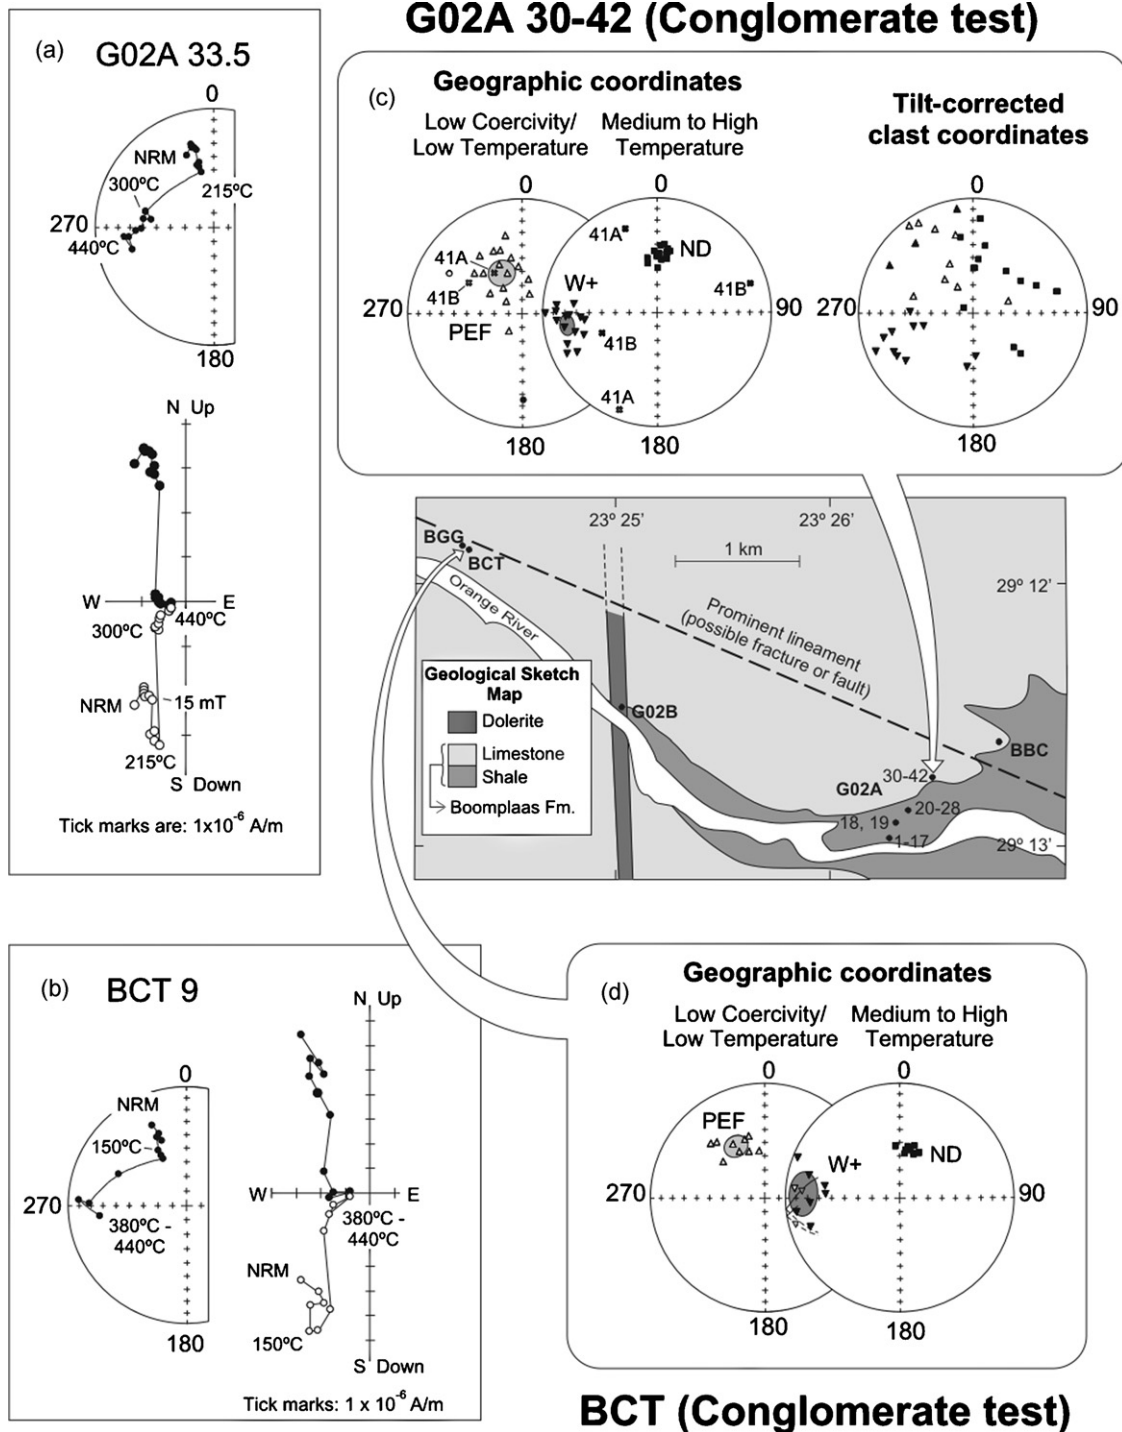 G02A 30-42 (Conglomerate test)
(a)
G02A 33.5
0
NRM
300ºC
215ºC
270
440ºC
180
N Up
W
E
440ºC
300ºC
NRM
15 mT
215ºC
S Down
Tick marks are: 1x10⁻⁶ A/m
(c)
Geographic coordinates
Low Coercivity/
Low Temperature
Medium to High
Temperature
Tilt-corrected
clast coordinates
0
0
0
41A
ND
41A
W+
41B
41B
270
90
270
90
PEF
41B
41A
180
180
180
23º 25'
23º 26'
BGG
BCT
1 km
29º 12'
Orange River
Prominent lineament
(possible fracture or fault)
Geological Sketch
Map
Dolerite
Limestone
Shale
Boomplaas Fm.
G02B
BBC
30-42
G02A
20-28
18, 19
1-17
29º 13'
(b)
BCT 9
N Up
0
NRM
150ºC
270
380ºC -
440ºC
180
W
E
380ºC -
440ºC
NRM
150ºC
S Down
Tick marks: 1 x 10⁻⁶ A/m
(d)
Geographic coordinates
Low Coercivity/
Low Temperature
Medium to High
Temperature
0
0
PEF
W+
ND
270
90
180
180
BCT (Conglomerate test)